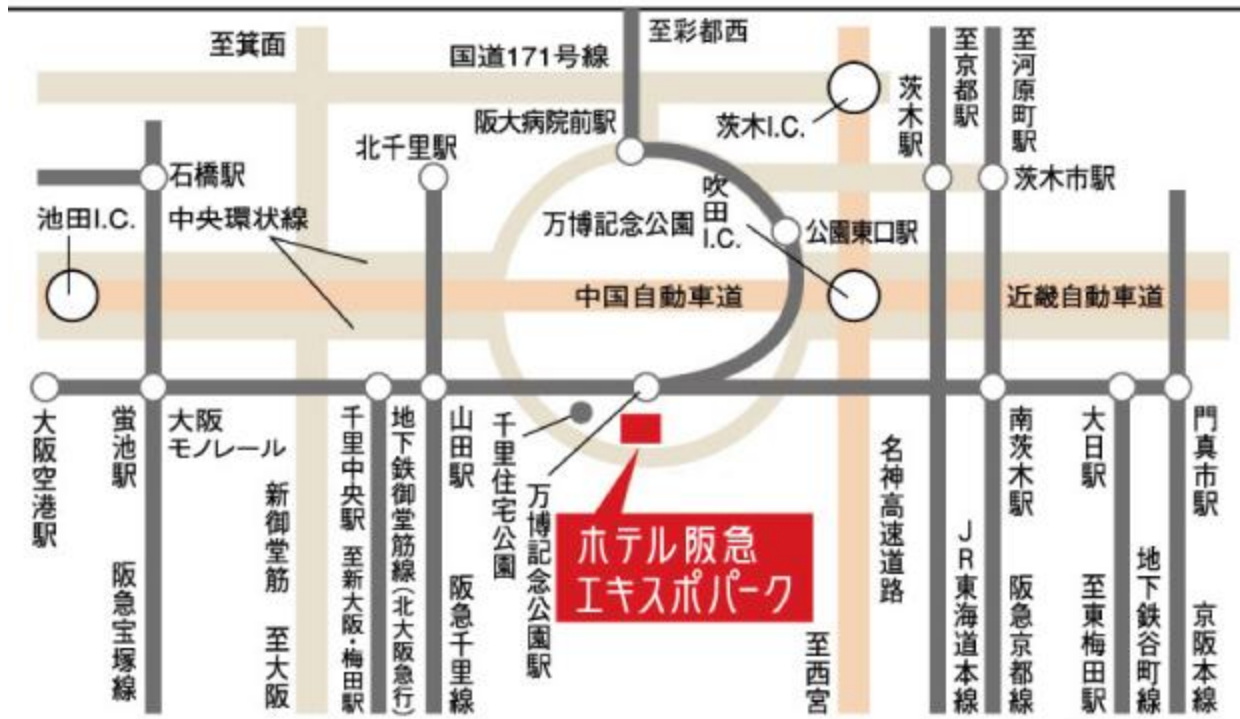 至箕面
国道171号線
至彩都西
至京都駅
至河原町駅
茨木駅
阪大病院前駅
茨木I.C.
北千里駅
石橋駅
茨木市駅
吹田I.C.
池田I.C.
中央環状線
万博記念公園
公園東口駅
中国自動車道
近畿自動車道
大阪空港駅
蛍池駅
大阪
モノレール
阪急宝塚線
新御堂筋
至大阪
千里中央駅
至新大阪・梅田駅
地下鉄御堂筋線(北大阪急行)
山田駅
阪急千里線
千里住宅公園
万博記念公園駅
ホテル阪急
エキスポパーク
至西宮
名神高速道路
JR東海道本線
南茨木駅
阪急京都線
大日駅
至東梅田駅
地下鉄谷町線
門真市駅
京阪本線